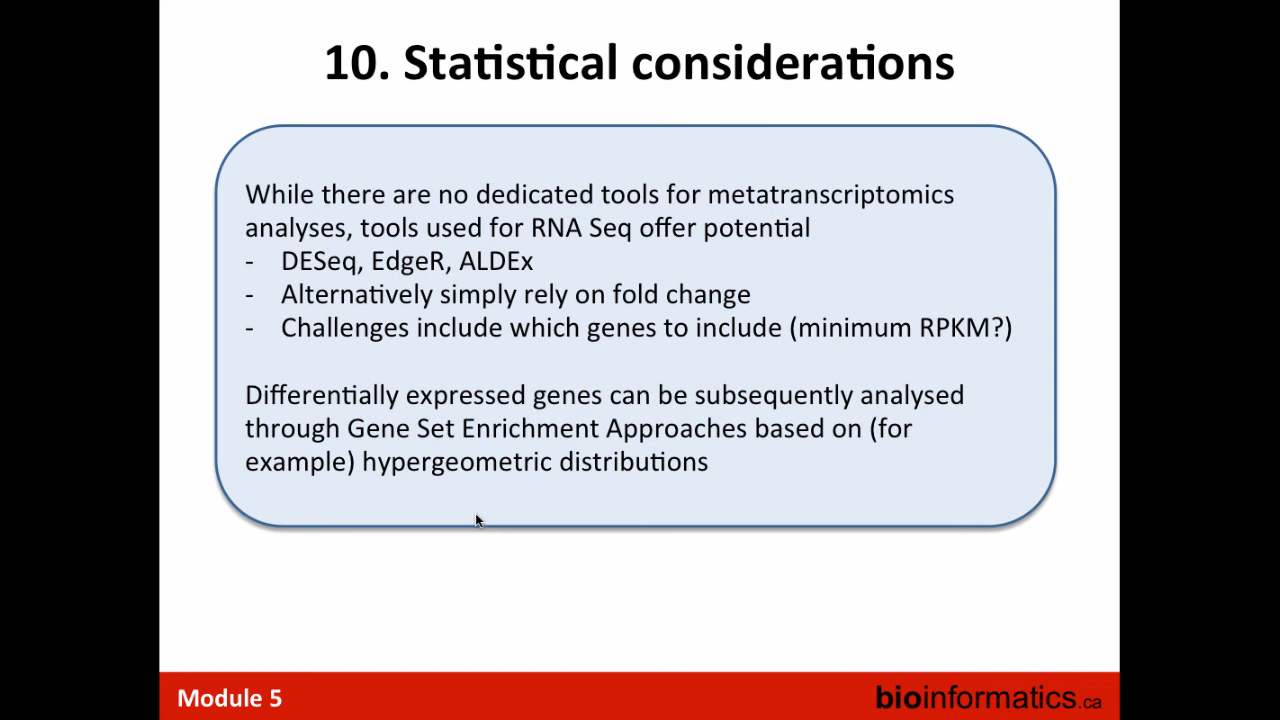 10. Statistical considerations
While there are no dedicated tools for metatranscriptomics
analyses, tools used for RNA Seq offer potential
- DESeq, EdgeR, ALDEx
- Alternatively simply rely on fold change
- Challenges include which genes to include (minimum RPKM?)
Differentially expressed genes can be subsequently analysed
through Gene Set Enrichment Approaches based on (for
example) hypergeometric distributions
Module 5
bioinformatics.ca